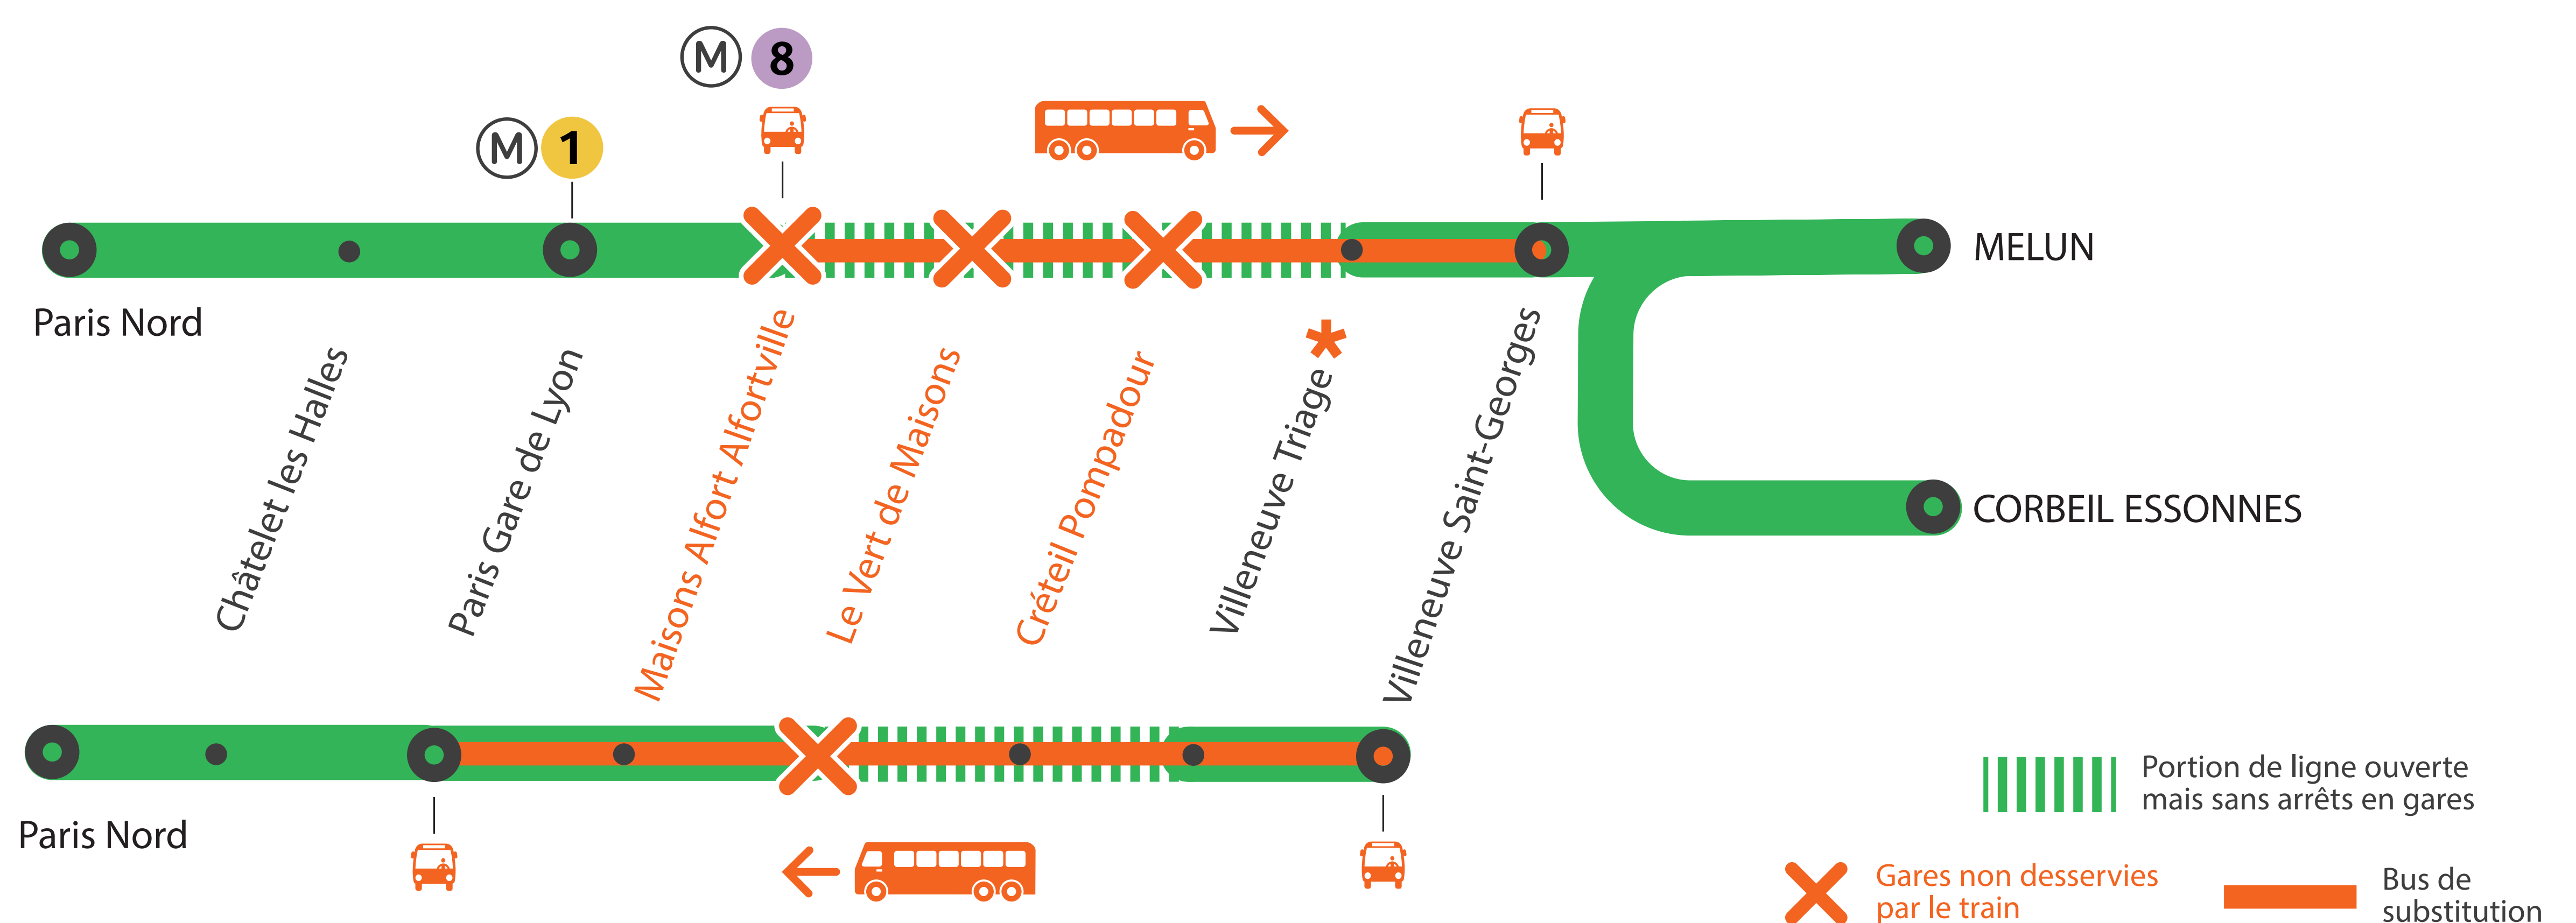 M 8
M 1
MELUN
Paris Nord
Châtelet les Halles
Paris Gare de Lyon
Maisons Alfort Alfortville
Le Vert de Maisons
Créteil Pompadour
Villeneuve Triage *
Villeneuve Saint-Georges
CORBEIL ESSONNES
Paris Nord
Portion de ligne ouverte
mais sans arrêts en gares
Gares non desservies
par le train
Bus de
substitution